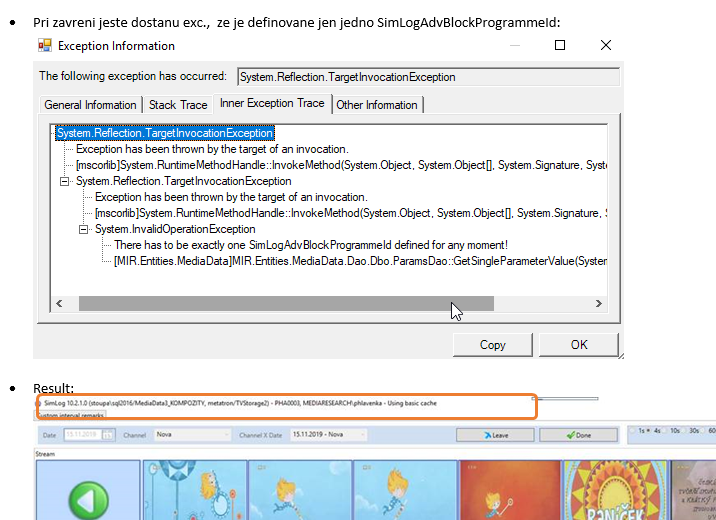 Pri zavreni jeste dostanu exc., ze je definovane jen jedno SimLogAdvBlockProgrammeId:
Exception Information
The following exception has occurred: System.Reflection.TargetInvocationException
General Information Stack Trace Inner Exception Trace Other Information
System.Reflection.TargetInvocationException
Exception has been thrown by the target of an invocation.
[mscorlib]System.RuntimeMethodHandle::InvokeMethod(System.Object, System.Object[], System.Signature, Syste
System.Reflection.TargetInvocationException
Exception has been thrown by the target of an invocation.
[mscorlib]System.RuntimeMethodHandle::InvokeMethod(System.Object, System.Object[], System.Signature,
System.InvalidOperationException
There has to be exactly one SimLogAdvBlockProgrammeId defined for any moment!
[MIR.Entities.MediaData]MIR.Entities.MediaData.Dao.Dbo.ParamsDao::GetSingleParameterValue(System
Copy OK
Result:
SimLog 10.2.1.0 (stoupa\sql2016/MediaData3_KOMPOZITY, metatron/TVStorage2) - PHA0003, MEDIARESEARCH\phlavenka - Using basic cache
custom interval remarks
Date 15.11.2019 Channel Nova Channel X Date 15.11.2019 - Nova Leave Done 1s 4s 10s 30s 60
Stream
RANÍČEK